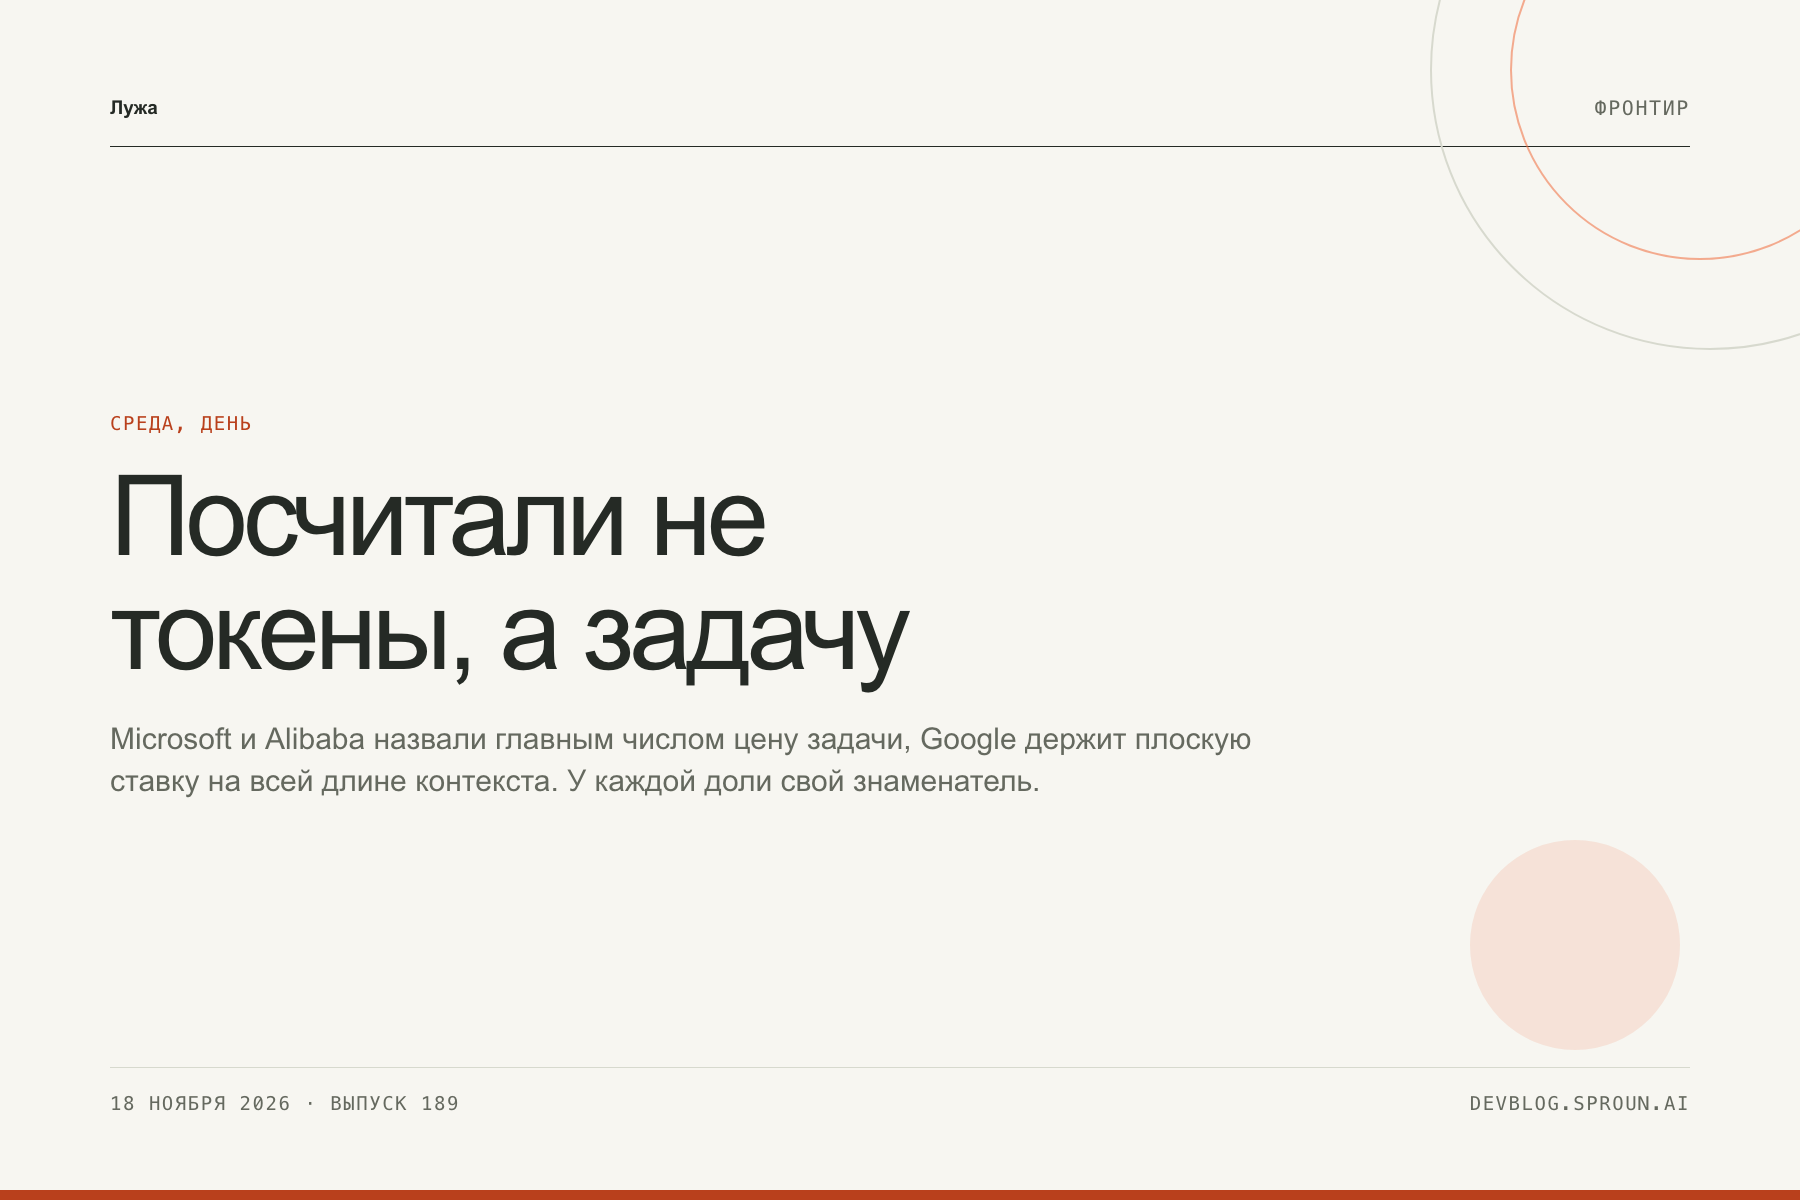 Лужа
ФРОНТИР
СРЕДА, ДЕНЬ
Посчитали не
токены, а задачу
Microsoft и Alibaba назвали главным числом цену задачи, Google держит плоскую
ставку на всей длине контекста. У каждой доли свой знаменатель.
18 НОЯБРЯ 2026 · ВЫПУСК 189
DEVBLOG.SPROUN.AI